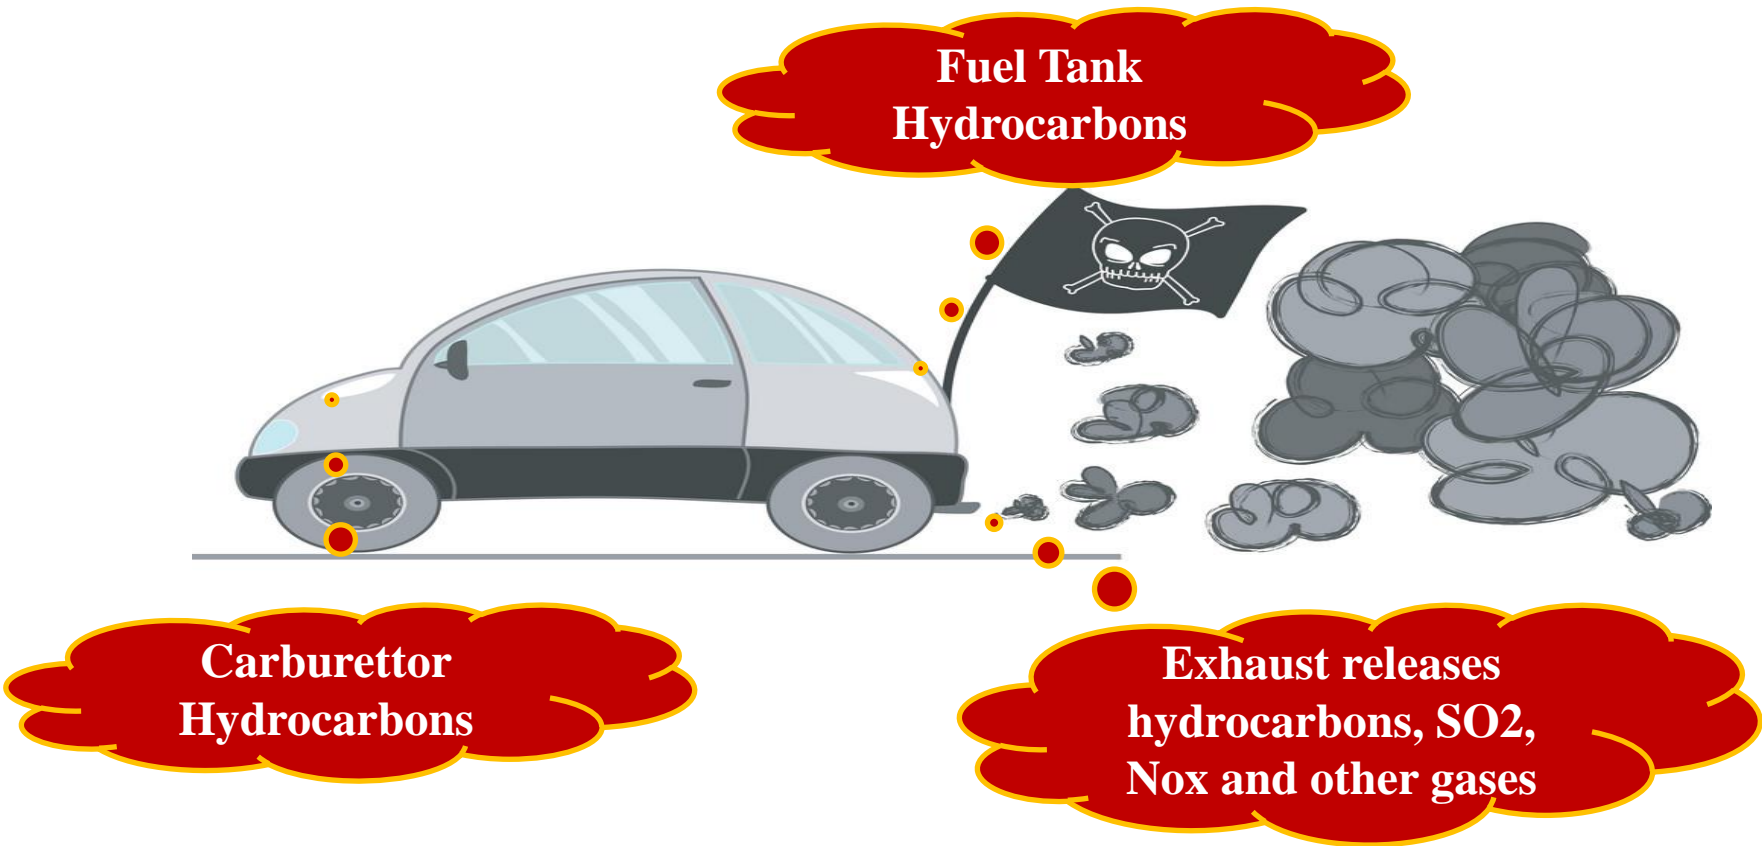 Fuel Tank
Hydrocarbons
Carburettor
Hydrocarbons
Exhaust releases
hydrocarbons, SO2,
Nox and other gases